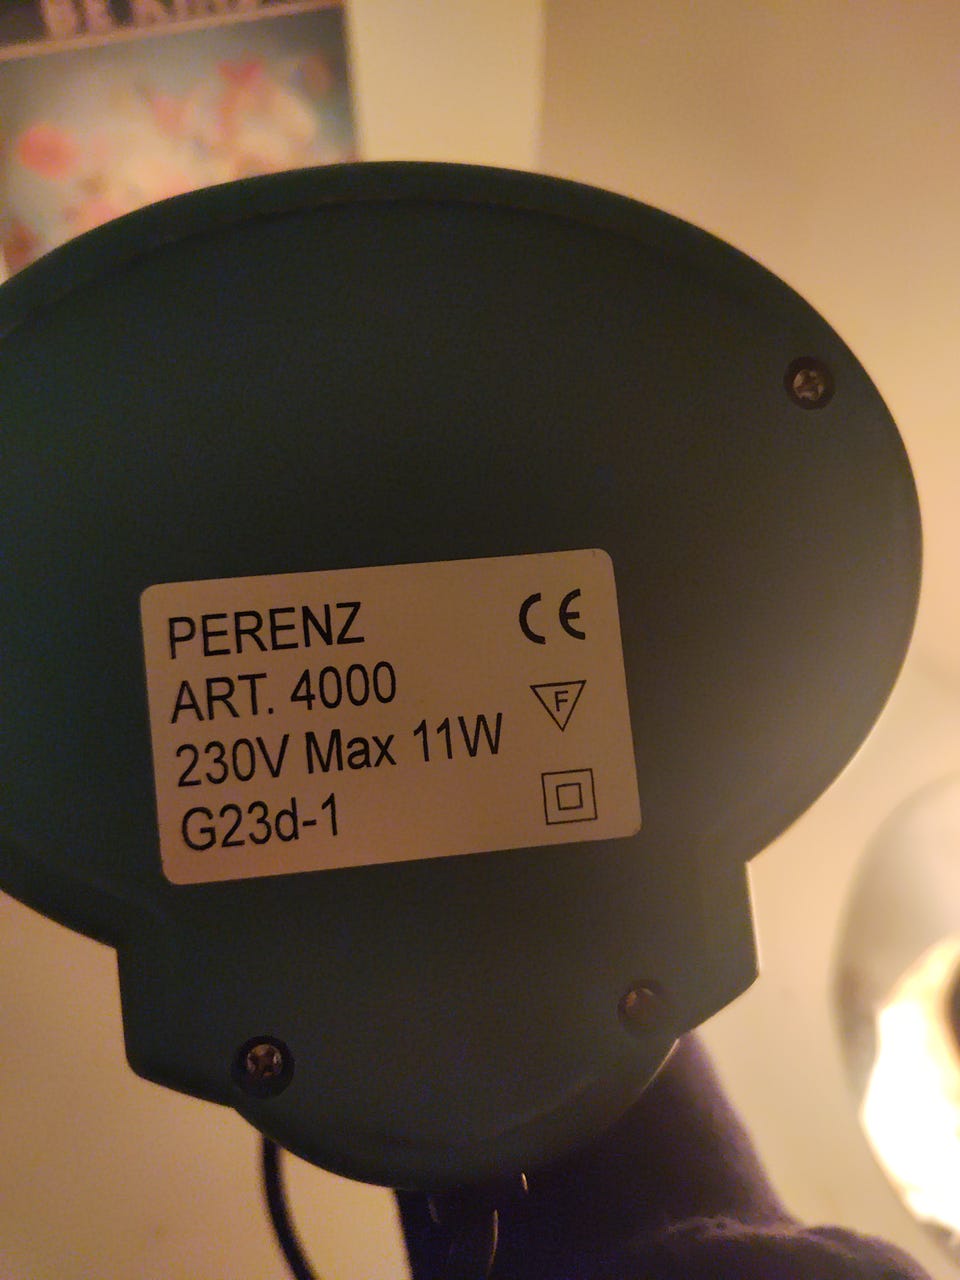 PERENZ
ART. 4000
230V Max 11W
G23d-1
CE
F